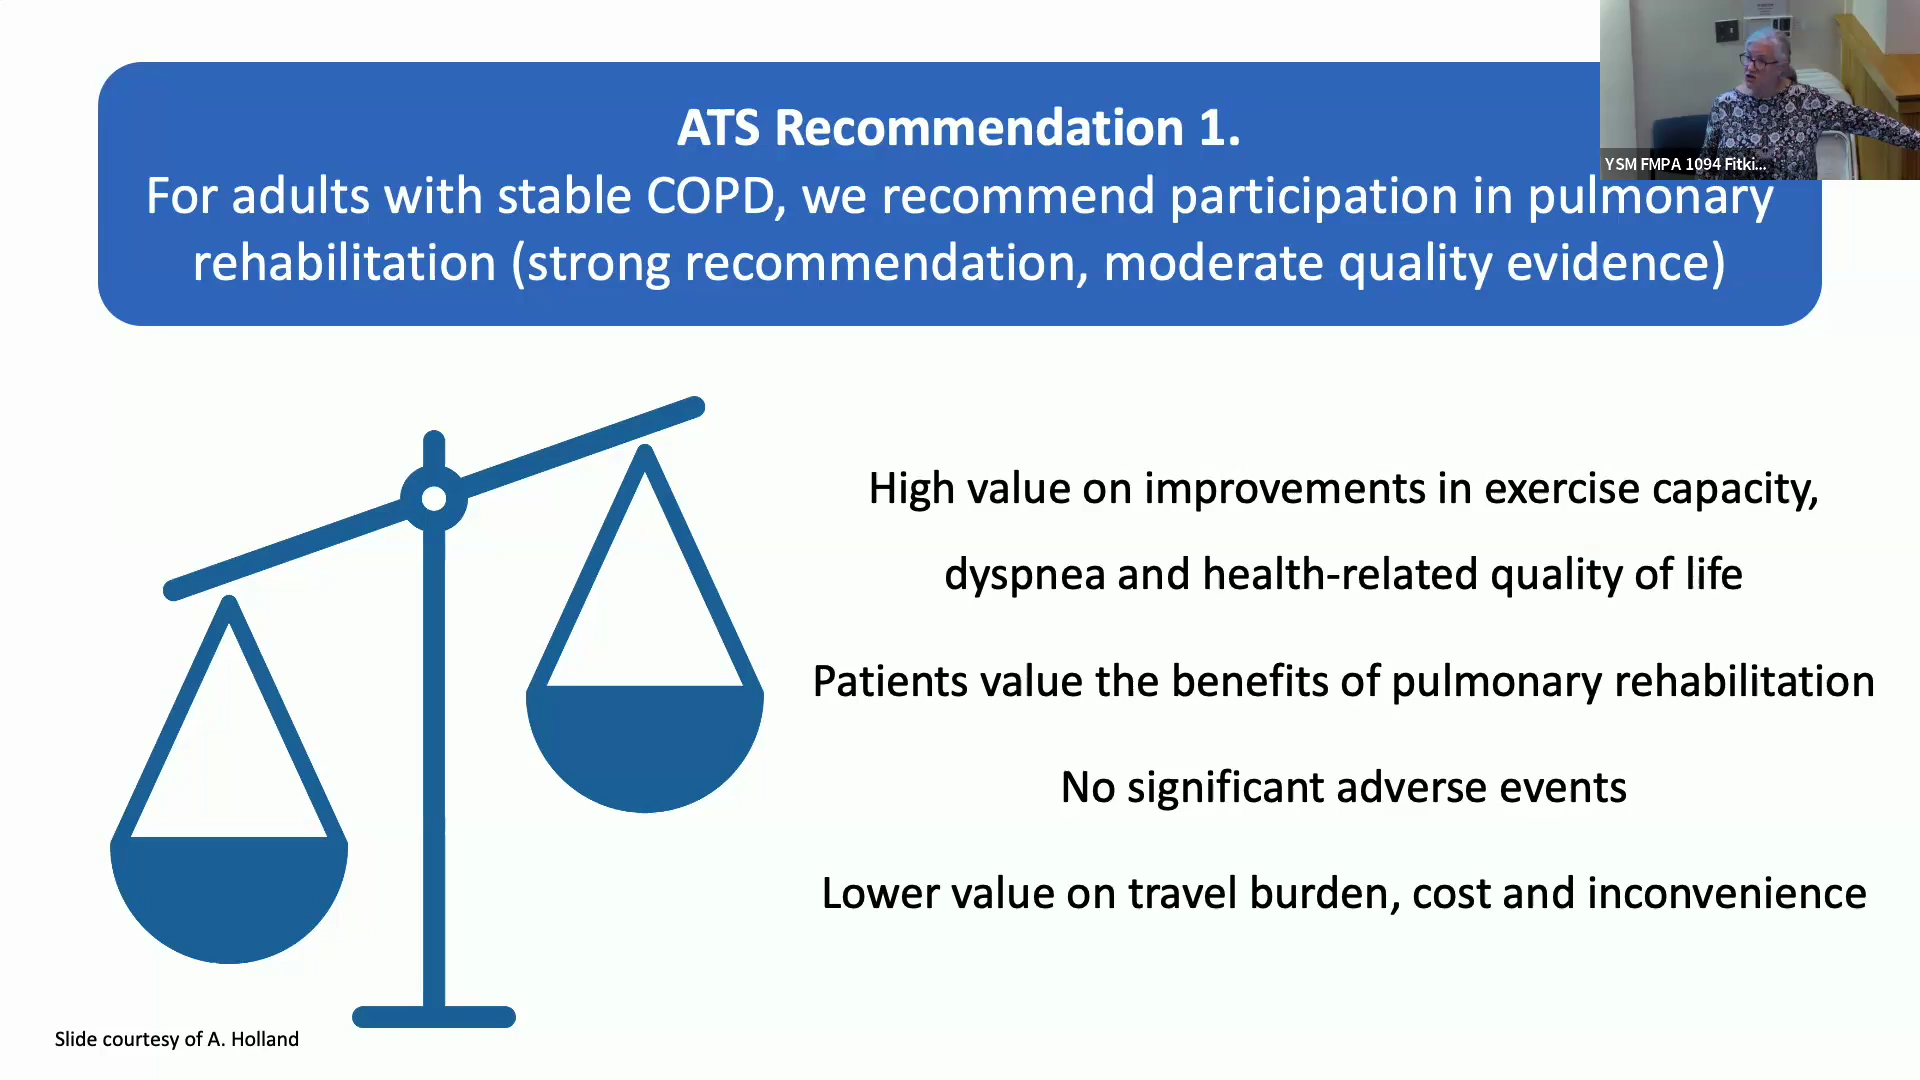 ATS Recommendation 1.
For adults with stable COPD, we recommend participation in pulmonary
rehabilitation (strong recommendation, moderate quality evidence)
YSM FMPA 1094 Fitki...
High value on improvements in exercise capacity,
dyspnea and health-related quality of life
Patients value the benefits of pulmonary rehabilitation
No significant adverse events
Lower value on travel burden, cost and inconvenience
Slide courtesy of A. Holland